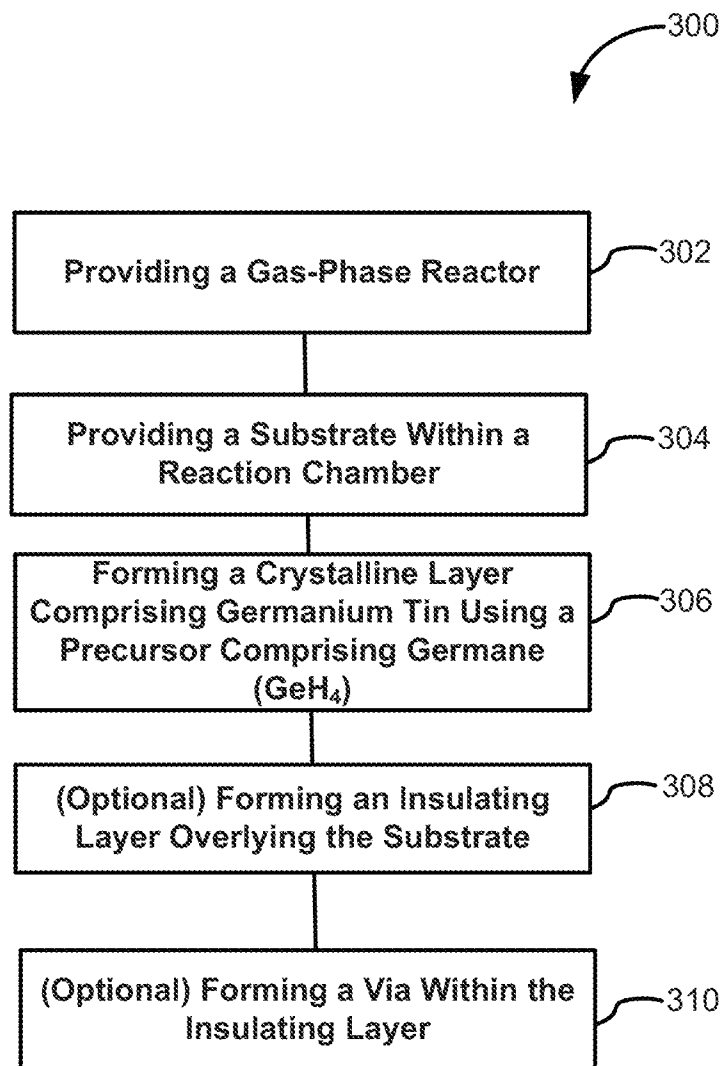 300
Providing a Gas-Phase Reactor
302
Providing a Substrate Within a
Reaction Chamber
304
Forming a Crystalline Layer
Comprising Germanium Tin Using a
Precursor Comprising Germane
(GeH₄)
306
(Optional) Forming an Insulating
Layer Overlying the Substrate
308
(Optional) Forming a Via Within the
Insulating Layer
310